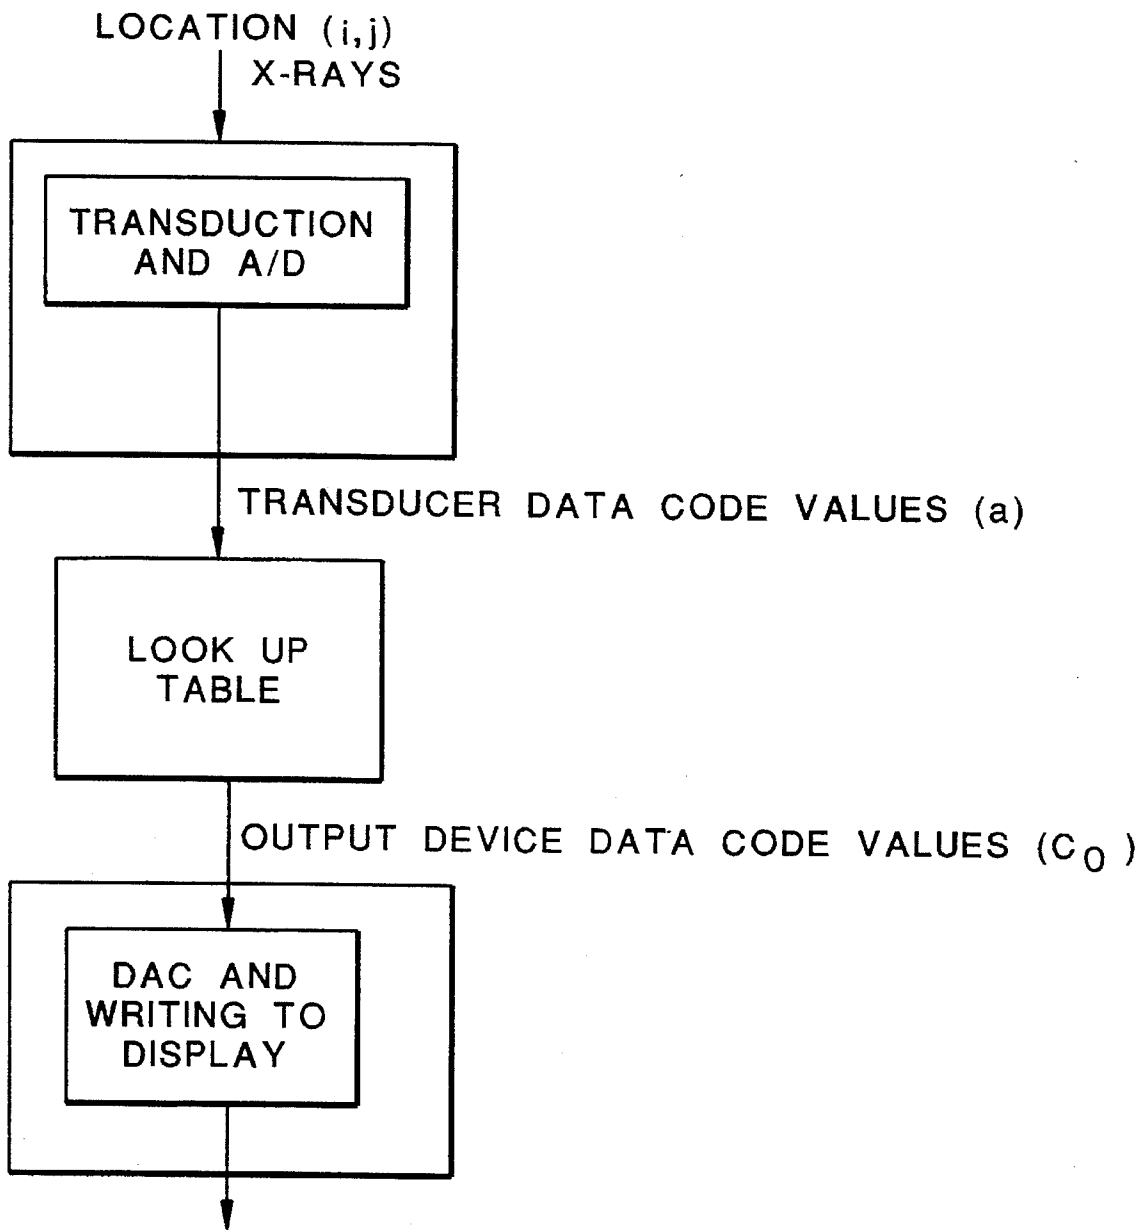 LOCATION (i,j)
X-RAYS
TRANSDUCTION
AND A/D
TRANSDUCER DATA CODE VALUES (a)
LOOK UP
TABLE
OUTPUT DEVICE DATA CODE VALUES (C₀ )
DAC AND
WRITING TO
DISPLAY